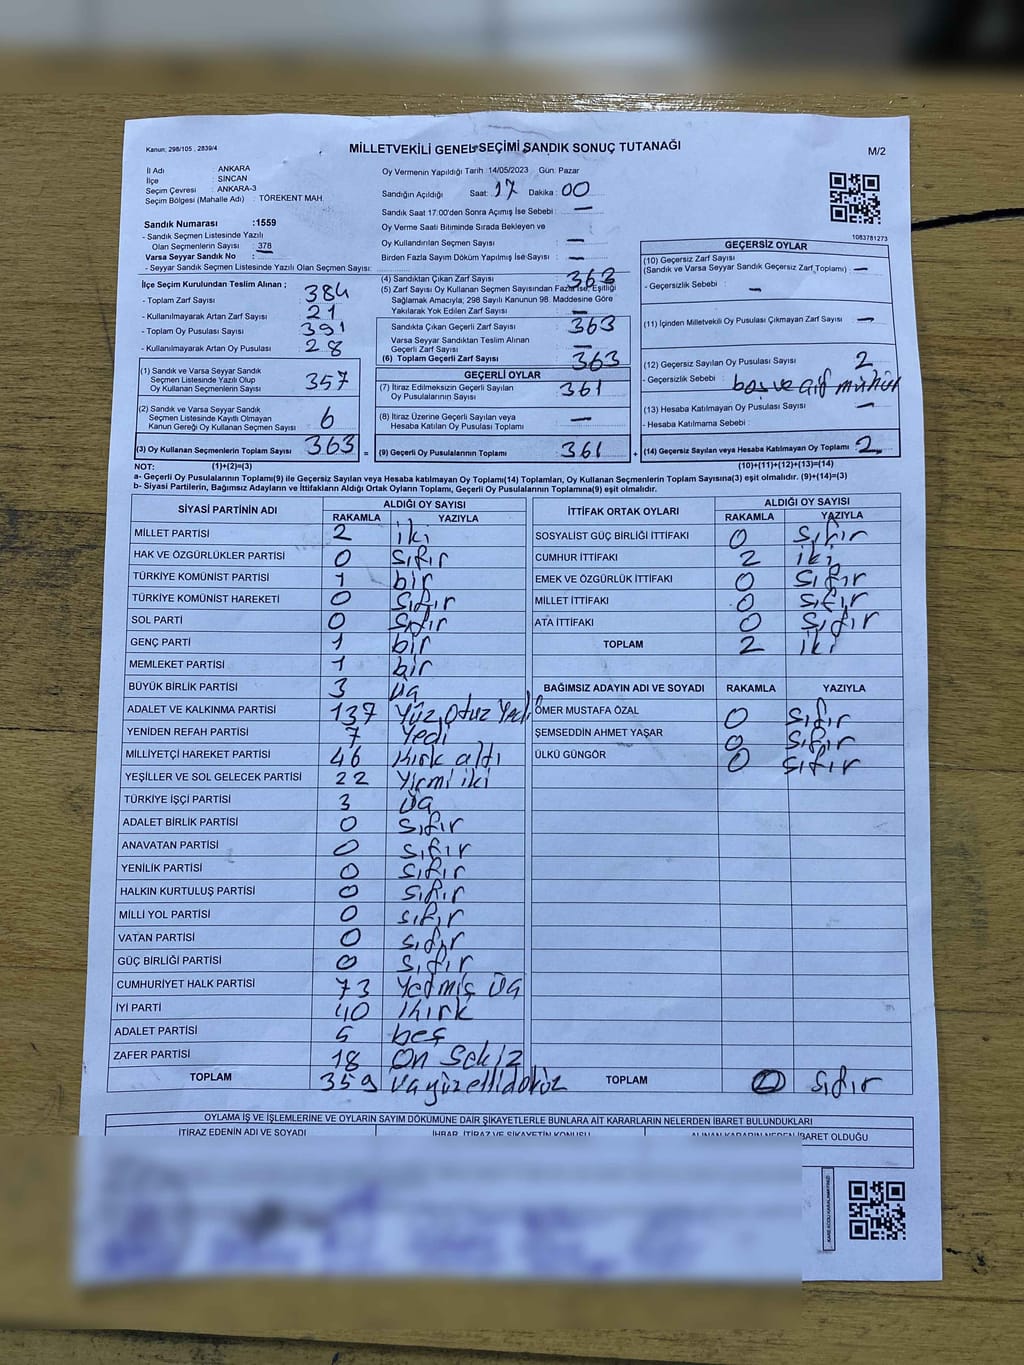 Kanun; 298/105 , 2839/4
MİLLETVEKİLİ GENEL SEÇİMİ SANDIK SONUÇ TUTANAĞI
M/2
İl Adı : ANKARA
İlçe : SİNCAN
Seçim Çevresi : ANKARA-3
Seçim Bölgesi (Mahalle Adı) : TÖREKENT MAH.
Oy Vermenin Yapıldığı Tarih :14/05/2023 Gün: Pazar
Sandığın Açıldığı Saat: 17 Dakika : 00
Sandık Saat 17.00'den Sonra Açımış İse Sebebi : —
Oy Verme Saati Bitiminde Sırada Bekleyen ve
Oy Kullandırılan Seçmen Sayısı : —
Birden Fazla Sayım Döküm Yapılmış İse Sayısı : —
1083781273
Sandık Numarası :1559
- Sandık Seçmen Listesinde Yazılı
Olan Seçmenlerin Sayısı : 378
Varsa Seyyar Sandık No : —
- Seyyar Sandık Seçmen Listesinde Yazılı Olan Seçmen Sayısı:
İlçe Seçim Kurulundan Teslim Alınan ;
- Toplam Zarf Sayısı : 384
- Kullanılmayarak Artan Zarf Sayısı : 21
- Toplam Oy Pusulası Sayısı : 391
- Kullanılmayarak Artan Oy Pusulası : 28
(1) Sandık ve Varsa Seyyar Sandık
Seçmen Listesinde Yazılı Olup
Oy Kullanan Seçmenlerin Sayısı : 357
(2) Sandık ve Varsa Seyyar Sandık
Seçmen Listesinde Kayıtlı Olmayan
Kanun Gereği Oy Kullanan Seçmen Sayısı : 6
(3) Oy Kullanan Seçmenlerin Toplam Sayısı : 363 =
(4) Sandıktan Çıkan Zarf Sayısı : 363
(5) Zarf Sayısı Oy Kullanan Seçmen Sayısından Fazla İse, Eşitliği
Sağlamak Amacıyla; 298 Sayılı Kanunun 98. Maddesine Göre
Yakılarak Yok Edilen Zarf Sayısı : —
Sandıkta Çıkan Geçerli Zarf Sayısı : 363
Varsa Seyyar Sandıktan Teslim Alınan
Geçerli Zarf Sayısı : —
(6) Toplam Geçerli Zarf Sayısı : 363
GEÇERLİ OYLAR
(7) İtiraz Edilmeksizin Geçerli Sayılan
Oy Pusulalarının Sayısı : 361
(8) İtiraz Üzerine Geçerli Sayılan veya
Hesaba Katılan Oy Pusulası Toplamı : —
(9) Geçerli Oy Pusulalarının Toplamı : 361 +
GEÇERSİZ OYLAR
(10) Geçersiz Zarf Sayısı
(Sandık ve Varsa Seyyar Sandık Geçersiz Zarf Toplamı) : —
- Geçersizlik Sebebi : —
(11) İçinden Milletvekili Oy Pusulası Çıkmayan Zarf Sayısı : —
(12) Geçersiz Sayılan Oy Pusulası Sayısı : 2
- Geçersizlik Sebebi : boş ve çift mühür
(13) Hesaba Katılmayan Oy Pusulası Sayısı : —
- Hesaba Katılmama Sebebi :
(14) Geçersiz Sayılan veya Hesaba Katılmayan Oy Toplamı : 2
NOT: (1)+(2)=(3) (10)+(11)+(12)+(13)=(14)
a- Geçerli Oy Pusulalarının Toplamı(9) ile Geçersiz Sayılan veya Hesaba katılmayan Oy Toplamı(14) Toplamları, Oy Kullanan Seçmenlerin Toplam Sayısına(3) eşit olmalıdır. (9)+(14)=(3)
b- Siyasi Partilerin, Bağımsız Adayların ve İttifakların Aldığı Ortak Oyların Toplamı, Geçerli Oy Pusulalarının Toplamına(9) eşit olmalıdır.
SİYASİ PARTİNİN ADI ALDIĞI OY SAYISI
RAKAMLA YAZIYLA
MİLLET PARTİSİ 2 iki
HAK VE ÖZGÜRLÜKLER PARTİSİ 0 sıfır
TÜRKİYE KOMÜNİST PARTİSİ 1 bir
TÜRKİYE KOMÜNİST HAREKETİ 0 sıfır
SOL PARTİ 0 sıfır
GENÇ PARTİ 1 bir
MEMLEKET PARTİSİ 1 bir
BÜYÜK BİRLİK PARTİSİ 3 üç
ADALET VE KALKINMA PARTİSİ 137 Yüz Otuz Yedi
YENİDEN REFAH PARTİSİ 7 Yedi
MİLLİYETÇİ HAREKET PARTİSİ 46 Kırk altı
YEŞİLLER VE SOL GELECEK PARTİSİ 22 Yirmi iki
TÜRKİYE İŞÇİ PARTİSİ 3 üç
ADALET BİRLİK PARTİSİ 0 sıfır
ANAVATAN PARTİSİ 0 sıfır
YENİLİK PARTİSİ 0 sıfır
HALKIN KURTULUŞ PARTİSİ 0 sıfır
MİLLİ YOL PARTİSİ 0 sıfır
VATAN PARTİSİ 0 sıfır
GÜÇ BİRLİĞİ PARTİSİ 0 sıfır
CUMHURİYET HALK PARTİSİ 73 Yetmiş üç
İYİ PARTİ 40 Kırk
ADALET PARTİSİ 5 beş
ZAFER PARTİSİ 18 On Sekiz
TOPLAM 359 üçyüzellidokuz
İTTİFAK ORTAK OYLARI ALDIĞI OY SAYISI
RAKAMLA YAZIYLA
SOSYALİST GÜÇ BİRLİĞİ İTTİFAKI 0 sıfır
CUMHUR İTTİFAKI 2 iki
EMEK VE ÖZGÜRLÜK İTTİFAKI 0 sıfır
MİLLET İTTİFAKI 0 sıfır
ATA İTTİFAKI 0 sıfır
TOPLAM 2 iki
BAĞIMSIZ ADAYIN ADI VE SOYADI RAKAMLA YAZIYLA
ÖMER MUSTAFA ÖZAL 0 sıfır
ŞEMSEDDİN AHMET YAŞAR 0 sıfır
ÜLKÜ GÜNGÖR 0 sıfır
TOPLAM 0 sıfır
OYLAMA İŞ VE İŞLEMLERİNE VE OYLARIN SAYIM DÖKÜMÜNE DAİR ŞİKAYETLERLE BUNLARA AİT KARARLARIN NELERDEN İBARET BULUNDUKLARI
İTİRAZ EDENİN ADI VE SOYADI İHBAR, İTİRAZ VE ŞİKAYETİN KONUSU ALINAN KARARIN NEDEN İBARET OLDUĞU